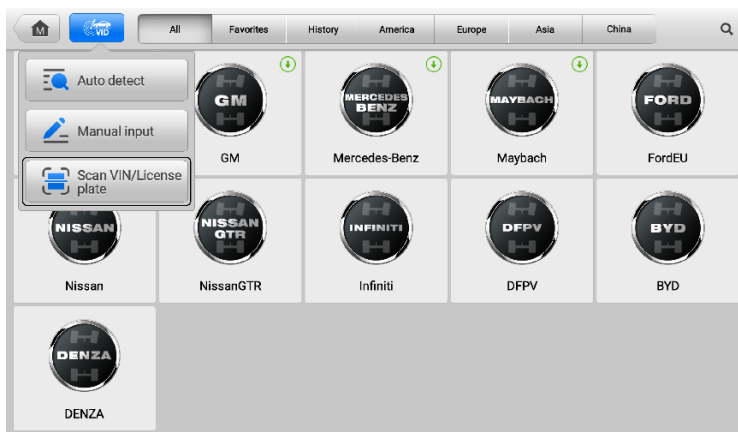 M
VID
All
Favorites
History
America
Europe
Asia
China
Auto detect
Manual input
Scan VIN/License
plate
GM
GM
MERCEDES
BENZ
Mercedes-Benz
MAYBACH
Maybach
FORD
FordEU
NISSAN
Nissan
NISSAN
GTR
NissanGTR
INFINITI
Infiniti
DFPV
DFPV
BYD
BYD
DENZA
DENZA